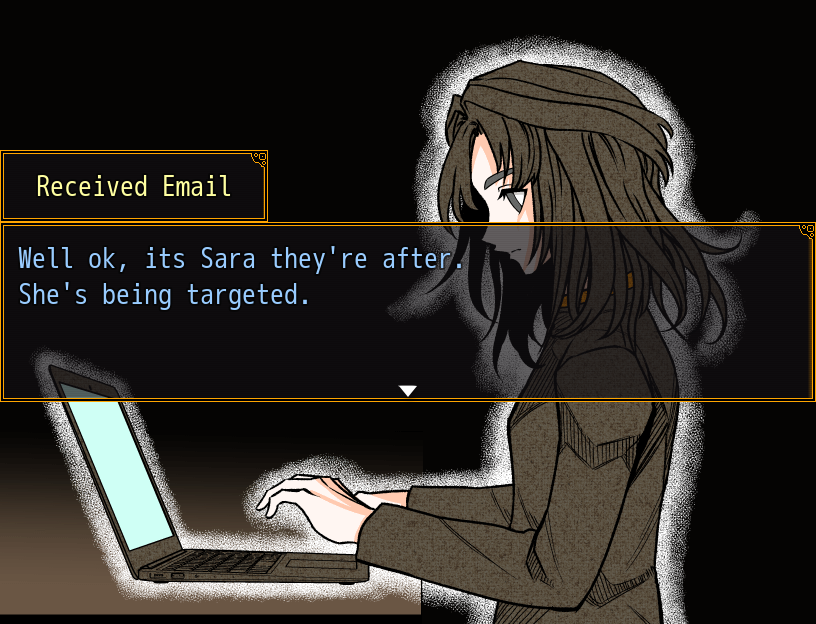 Received Email
Well ok, its Sara they're after.
She's being targeted.